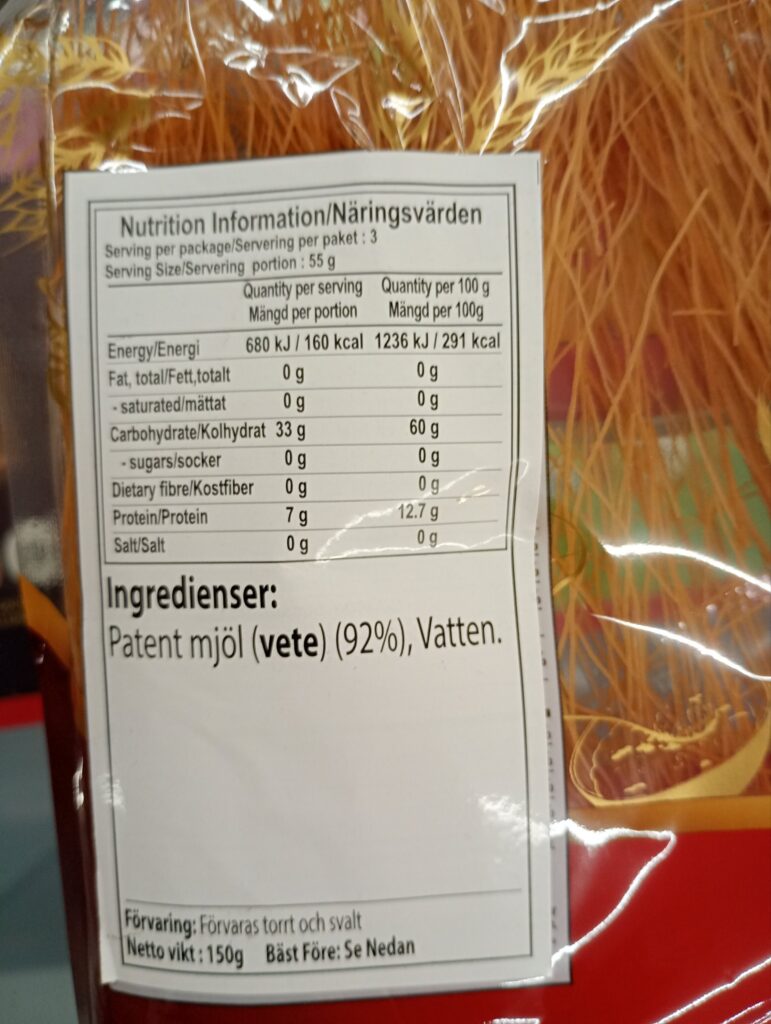 Nutrition Information/Näringsvärden
Serving per package/Servering per paket : 3
Serving Size/Servering portion : 55 g
Quantity per serving Quantity per 100 g
Mängd per portion Mängd per 100g
Energy/Energi 680 kJ / 160 kcal 1236 kJ / 291 kcal
Fat, total/Fett,totalt 0 g 0 g
- saturated/mättat 0 g 0 g
Carbohydrate/Kolhydrat 33 g 60 g
- sugars/socker 0 g 0 g
Dietary fibre/Kostfiber 0 g 0 g
Protein/Protein 7 g 12.7 g
Salt/Salt 0 g 0 g
Ingredienser:
Patent mjöl (vete) (92%), Vatten.
Förvaring: Förvaras torrt och svalt
Netto vikt : 150g Bäst Före: Se Nedan